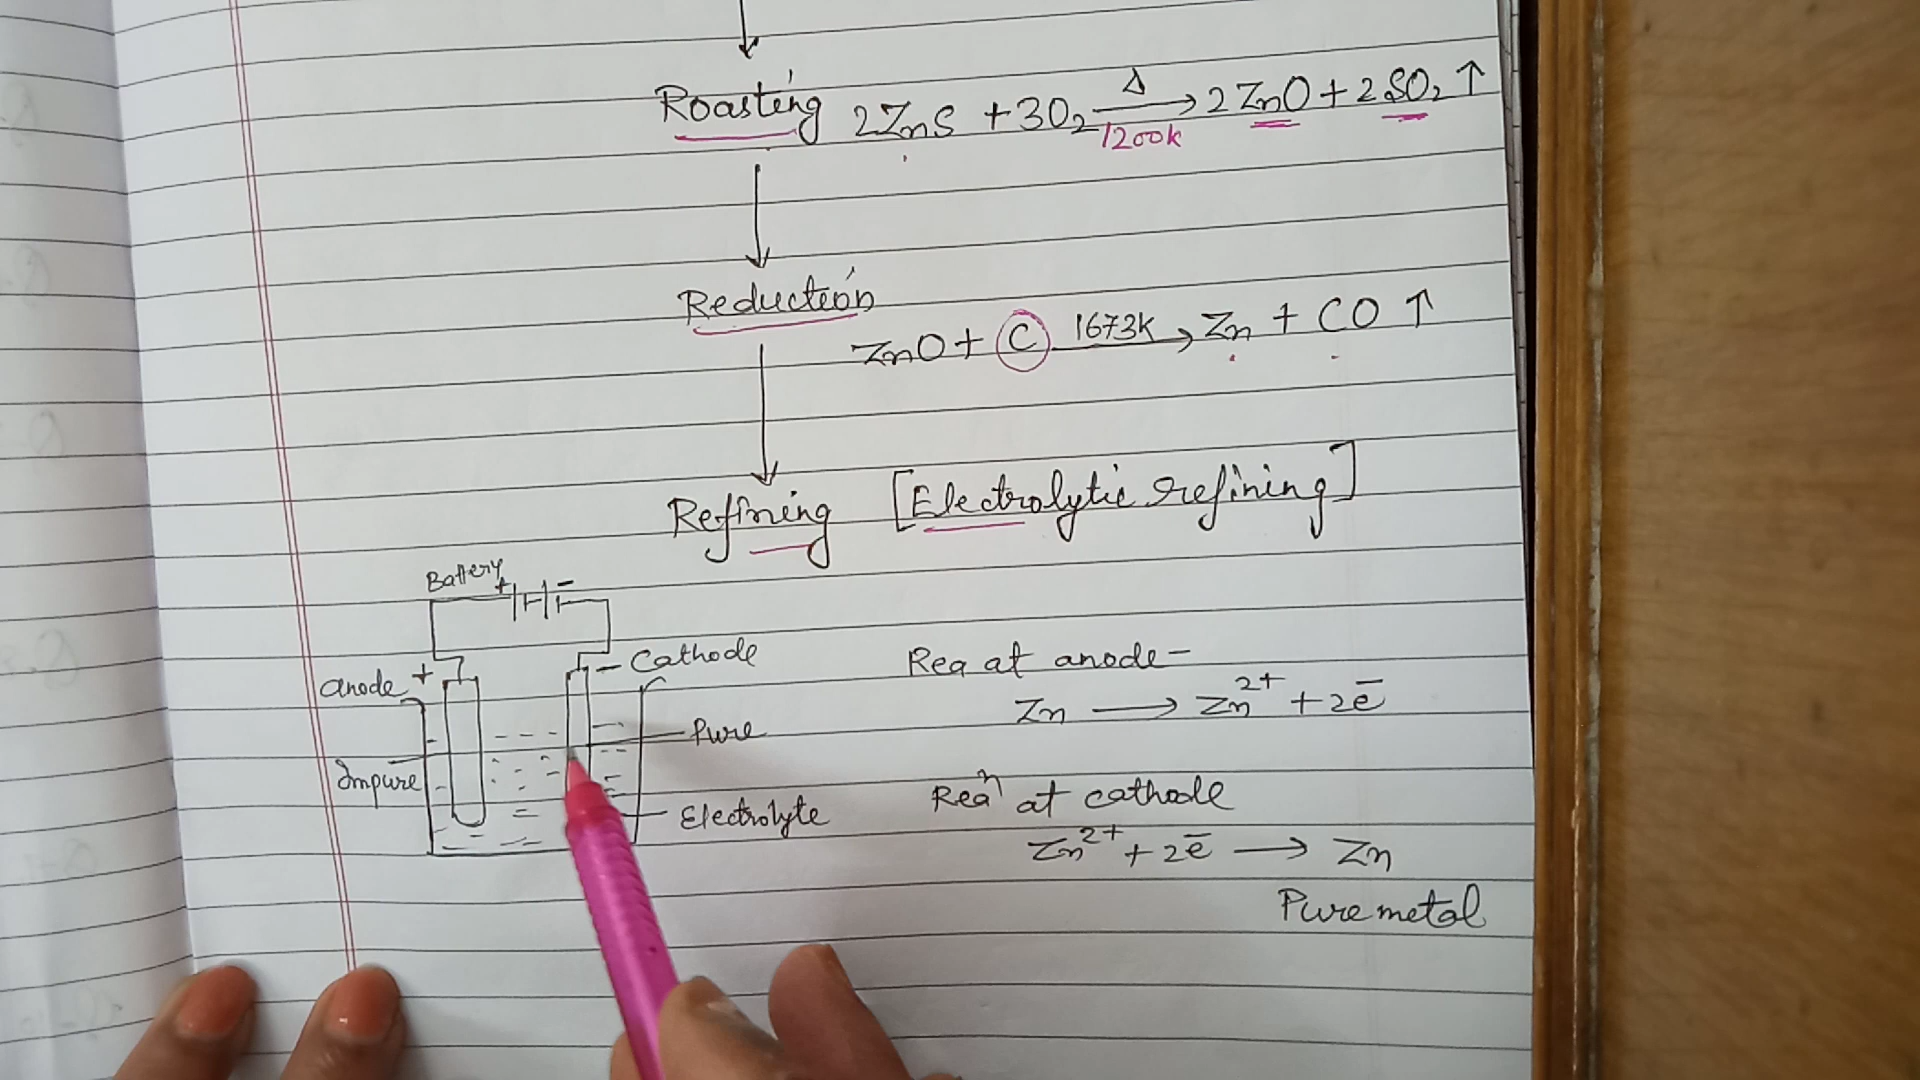 Roasting 2ZnS + 3O₂ —Δ→ 2ZnO + 2SO₂ ↑
1200k
Reduction
ZnO + C 1673K → Zn + CO ↑
Refining [Electrolytic refining]
Battery + -
anode + - Cathode
Rea at anode -
Zn → Zn²⁺ + 2e̅
Pure
Impure
Electrolyte
Reaⁿ at cathode
Zn²⁺ + 2e̅ → Zn
Pure metal